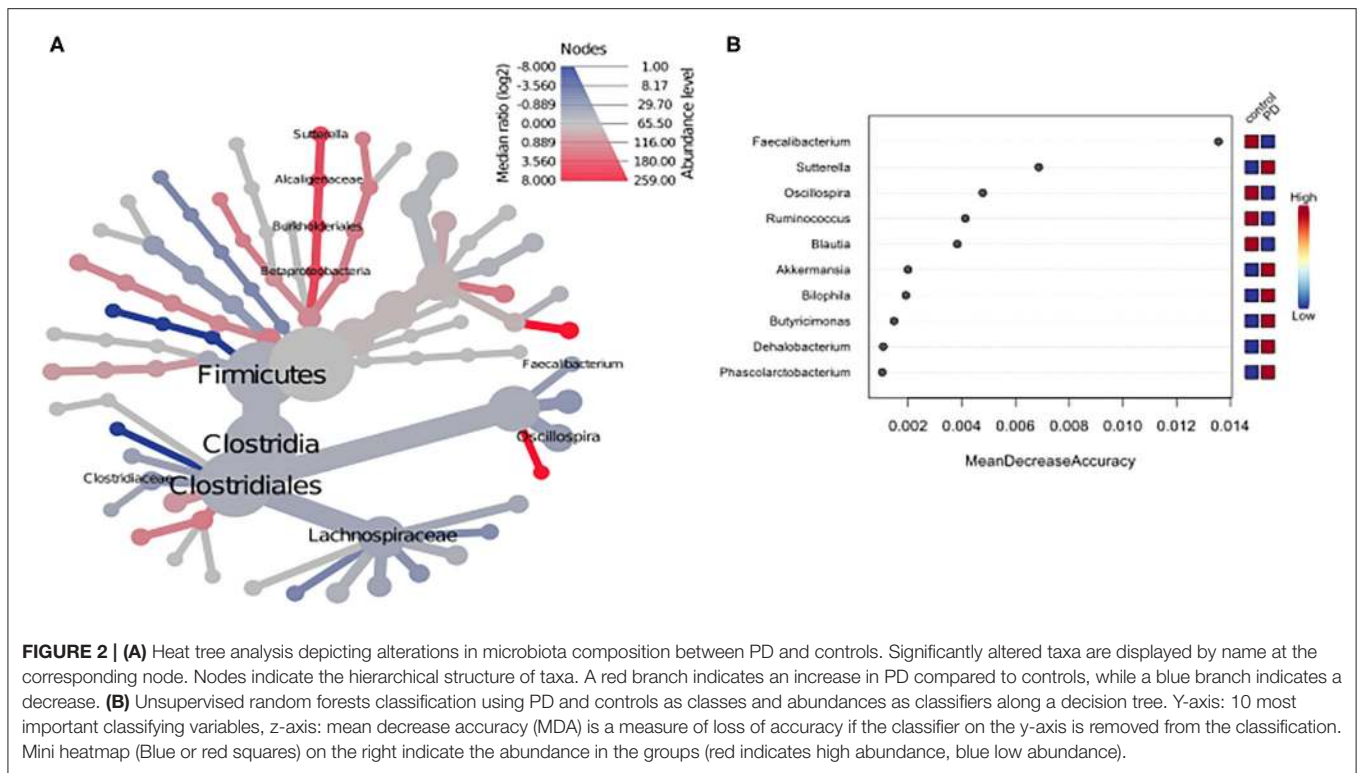 A
Nodes
Median ratio (log2)
-8.000 1.00
-3.560 8.17
-0.889 29.70
0.000 65.50
0.889 116.00
3.560 180.00
8.000 259.00
Abundance level
Sutterella
Alcaligenaceae
Burkholderiales
Betaproteobacteria
Firmicutes
Faecalibacterium
Clostridia
Oscillospira
Clostridiaceae
Clostridiales
Lachnospiraceae
B
control
PD
Faecalibacterium
Sutterella
Oscillospira
Ruminococcus
Blautia
Akkermansia
Bilophila
Butyricimonas
Dehalobacterium
Phascolarctobacterium
High
Low
0.002 0.004 0.006 0.008 0.010 0.012 0.014
MeanDecreaseAccuracy
FIGURE 2 | (A) Heat tree analysis depicting alterations in microbiota composition between PD and controls. Significantly altered taxa are displayed by name at the
corresponding node. Nodes indicate the hierarchical structure of taxa. A red branch indicates an increase in PD compared to controls, while a blue branch indicates a
decrease. (B) Unsupervised random forests classification using PD and controls as classes and abundances as classifiers along a decision tree. Y-axis: 10 most
important classifying variables, z-axis: mean decrease accuracy (MDA) is a measure of loss of accuracy if the classifier on the y-axis is removed from the classification.
Mini heatmap (Blue or red squares) on the right indicate the abundance in the groups (red indicates high abundance, blue low abundance).